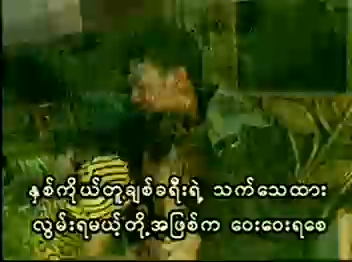 နှစ်ကိုယ်တူချစ်ခရီးရဲ့ သက်သေထား
လွမ်းရမယ့်တို့အဖြစ်က ဝေးဝေးရစေ